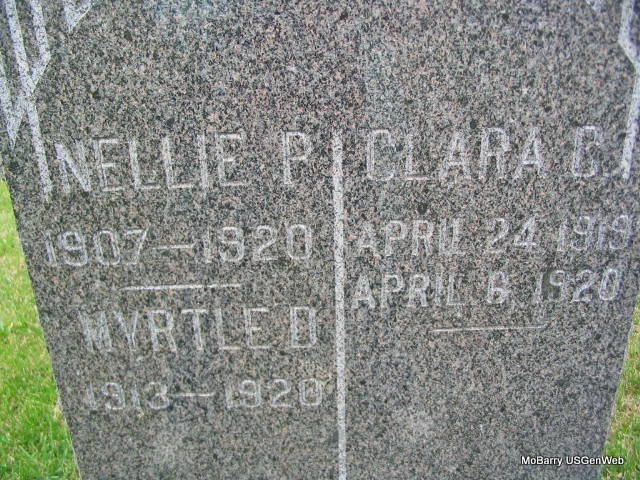 NELLIE P.
1907—1920
MYRTLE D.
1913—1920
CLARA C.
APRIL 24 1919
APRIL 6 1920
MoBarry USGenWeb